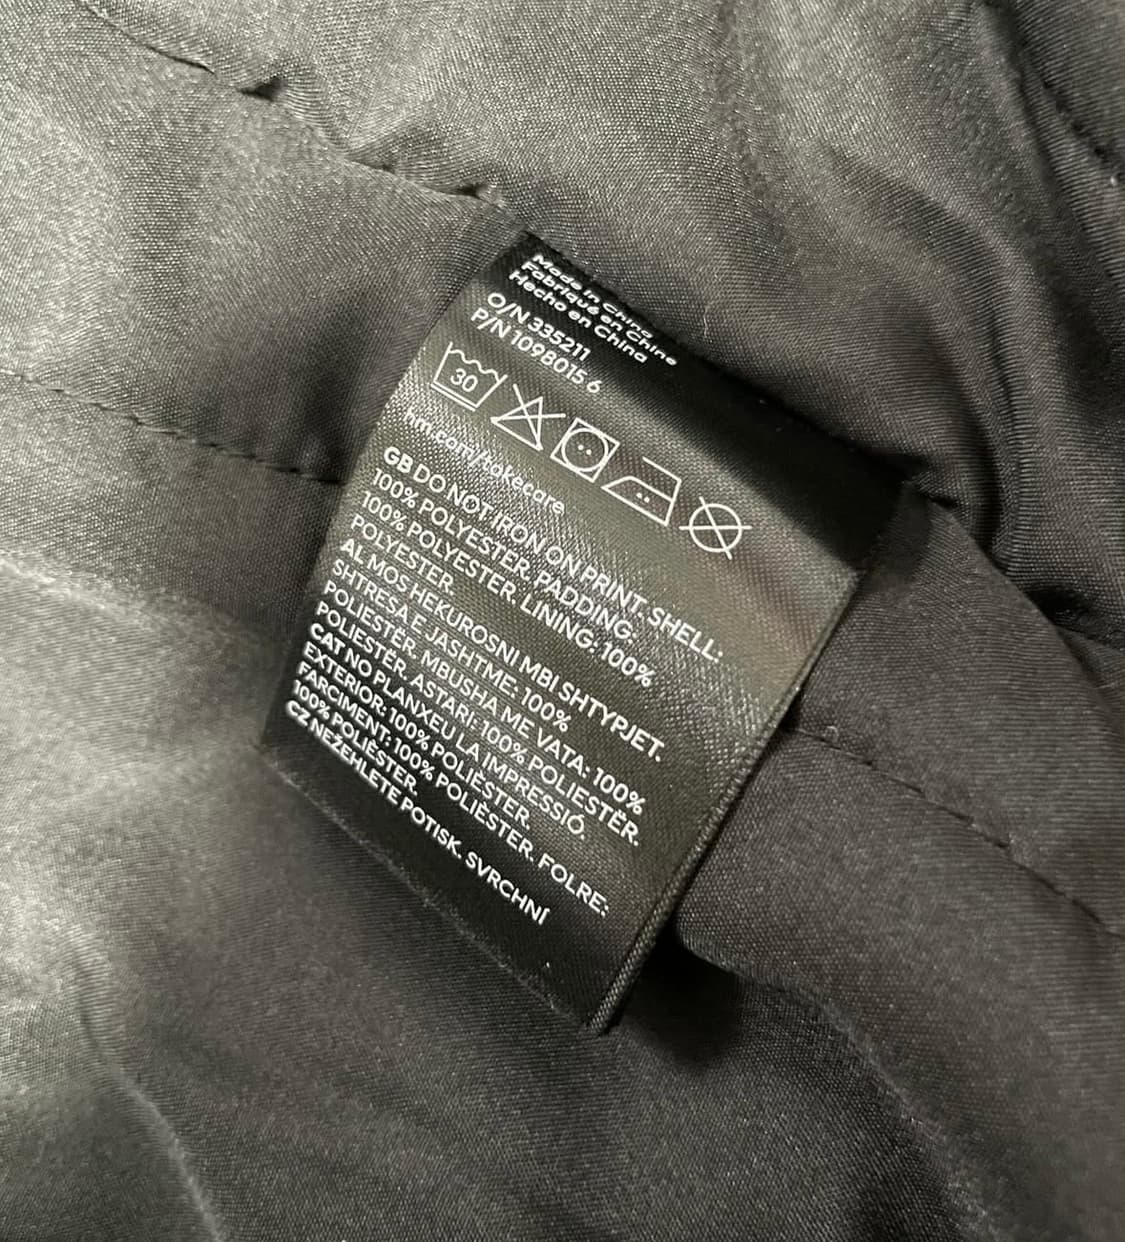 Made in China
Fabriqué en Chine
Hecho en China
O/N 335211
P/N 1098015.6
30
hm.com/takecare
GB DO NOT IRON ON PRINT. SHELL:
100% POLYESTER. PADDING:
100% POLYESTER. LINING: 100%
POLYESTER.
AL MOS HEKUROSNI MBI SHTYPJET.
SHTRESA E JASHTME: 100%
POLIESTËR. MBUSHA ME VATA: 100%
POLIESTËR. ASTARI: 100% POLIESTËR.
CAT NO PLANXEU LA IMPRESSIÓ.
EXTERIOR: 100% POLIÈSTER.
FARCIMENT: 100% POLIÈSTER. FOLRE:
100% POLIÈSTER.
CZ NEŽEHLETE POTISK. SVRCHNÍ